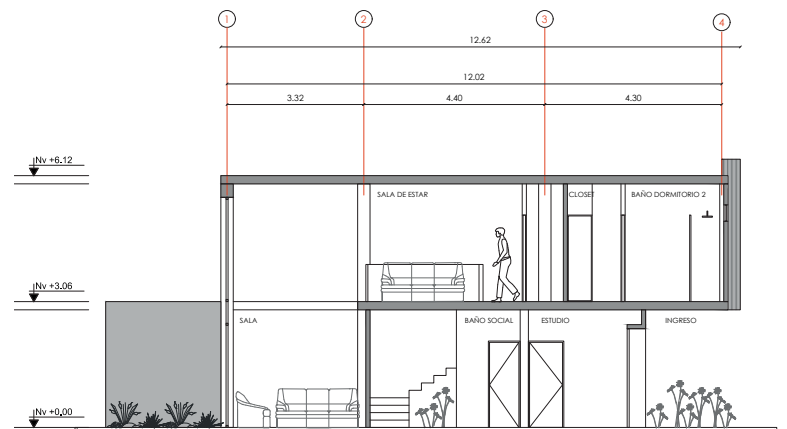 1
2
3
4
12.62
12.02
3.32
4.40
4.30
Nv +6.12
SALA DE ESTAR
CLOSET
BAÑO DORMITORIO 2
Nv +3.06
SALA
BAÑO SOCIAL
ESTUDIO
INGRESO
Nv +0.00